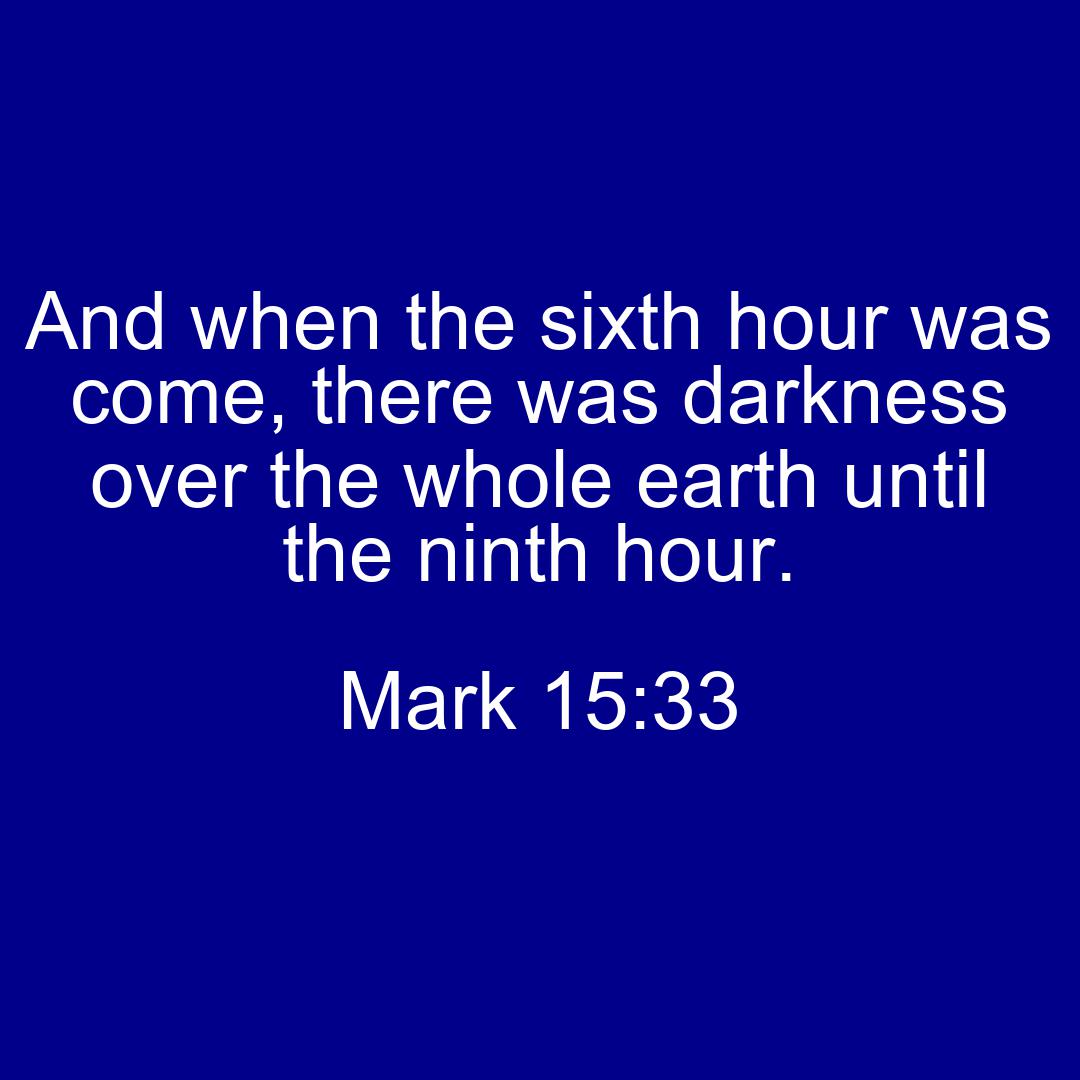 And when the sixth hour was
come, there was darkness
over the whole earth until
the ninth hour.
Mark 15:33